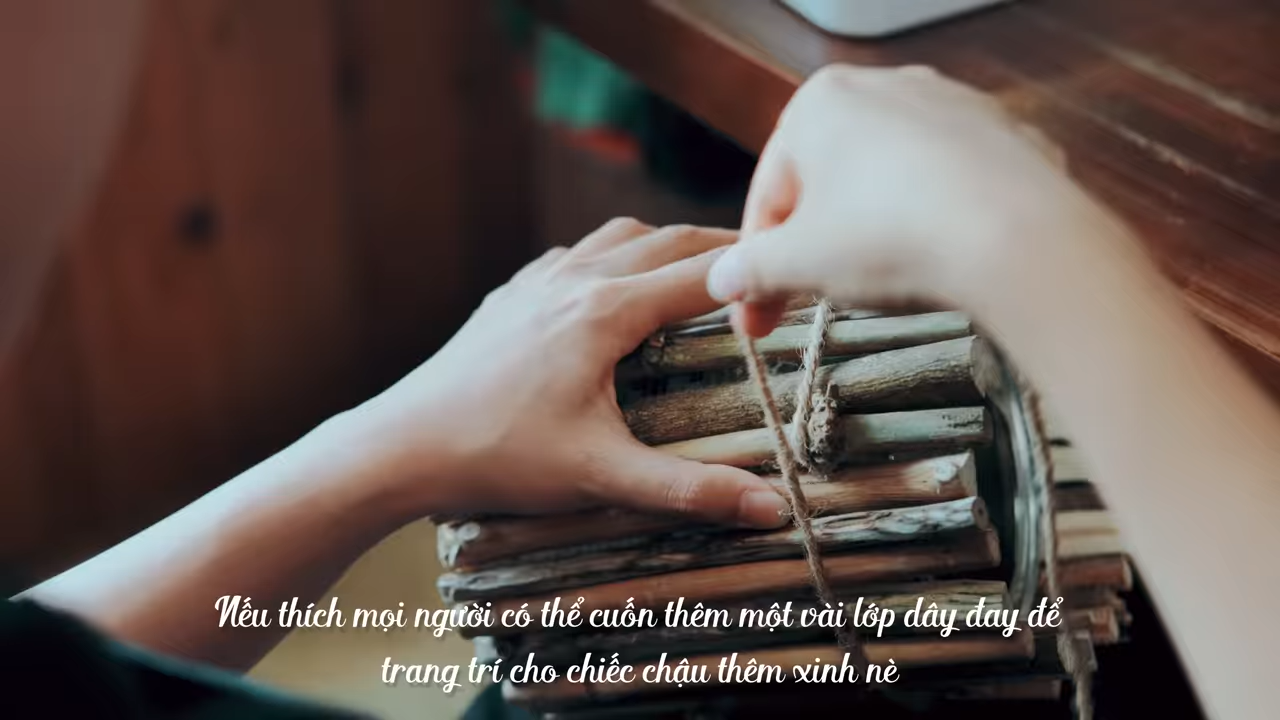 Nếu thích mọi người có thể cuốn thêm một vài lớp dây đay để
trang trí cho chiếc chậu thêm xinh nè